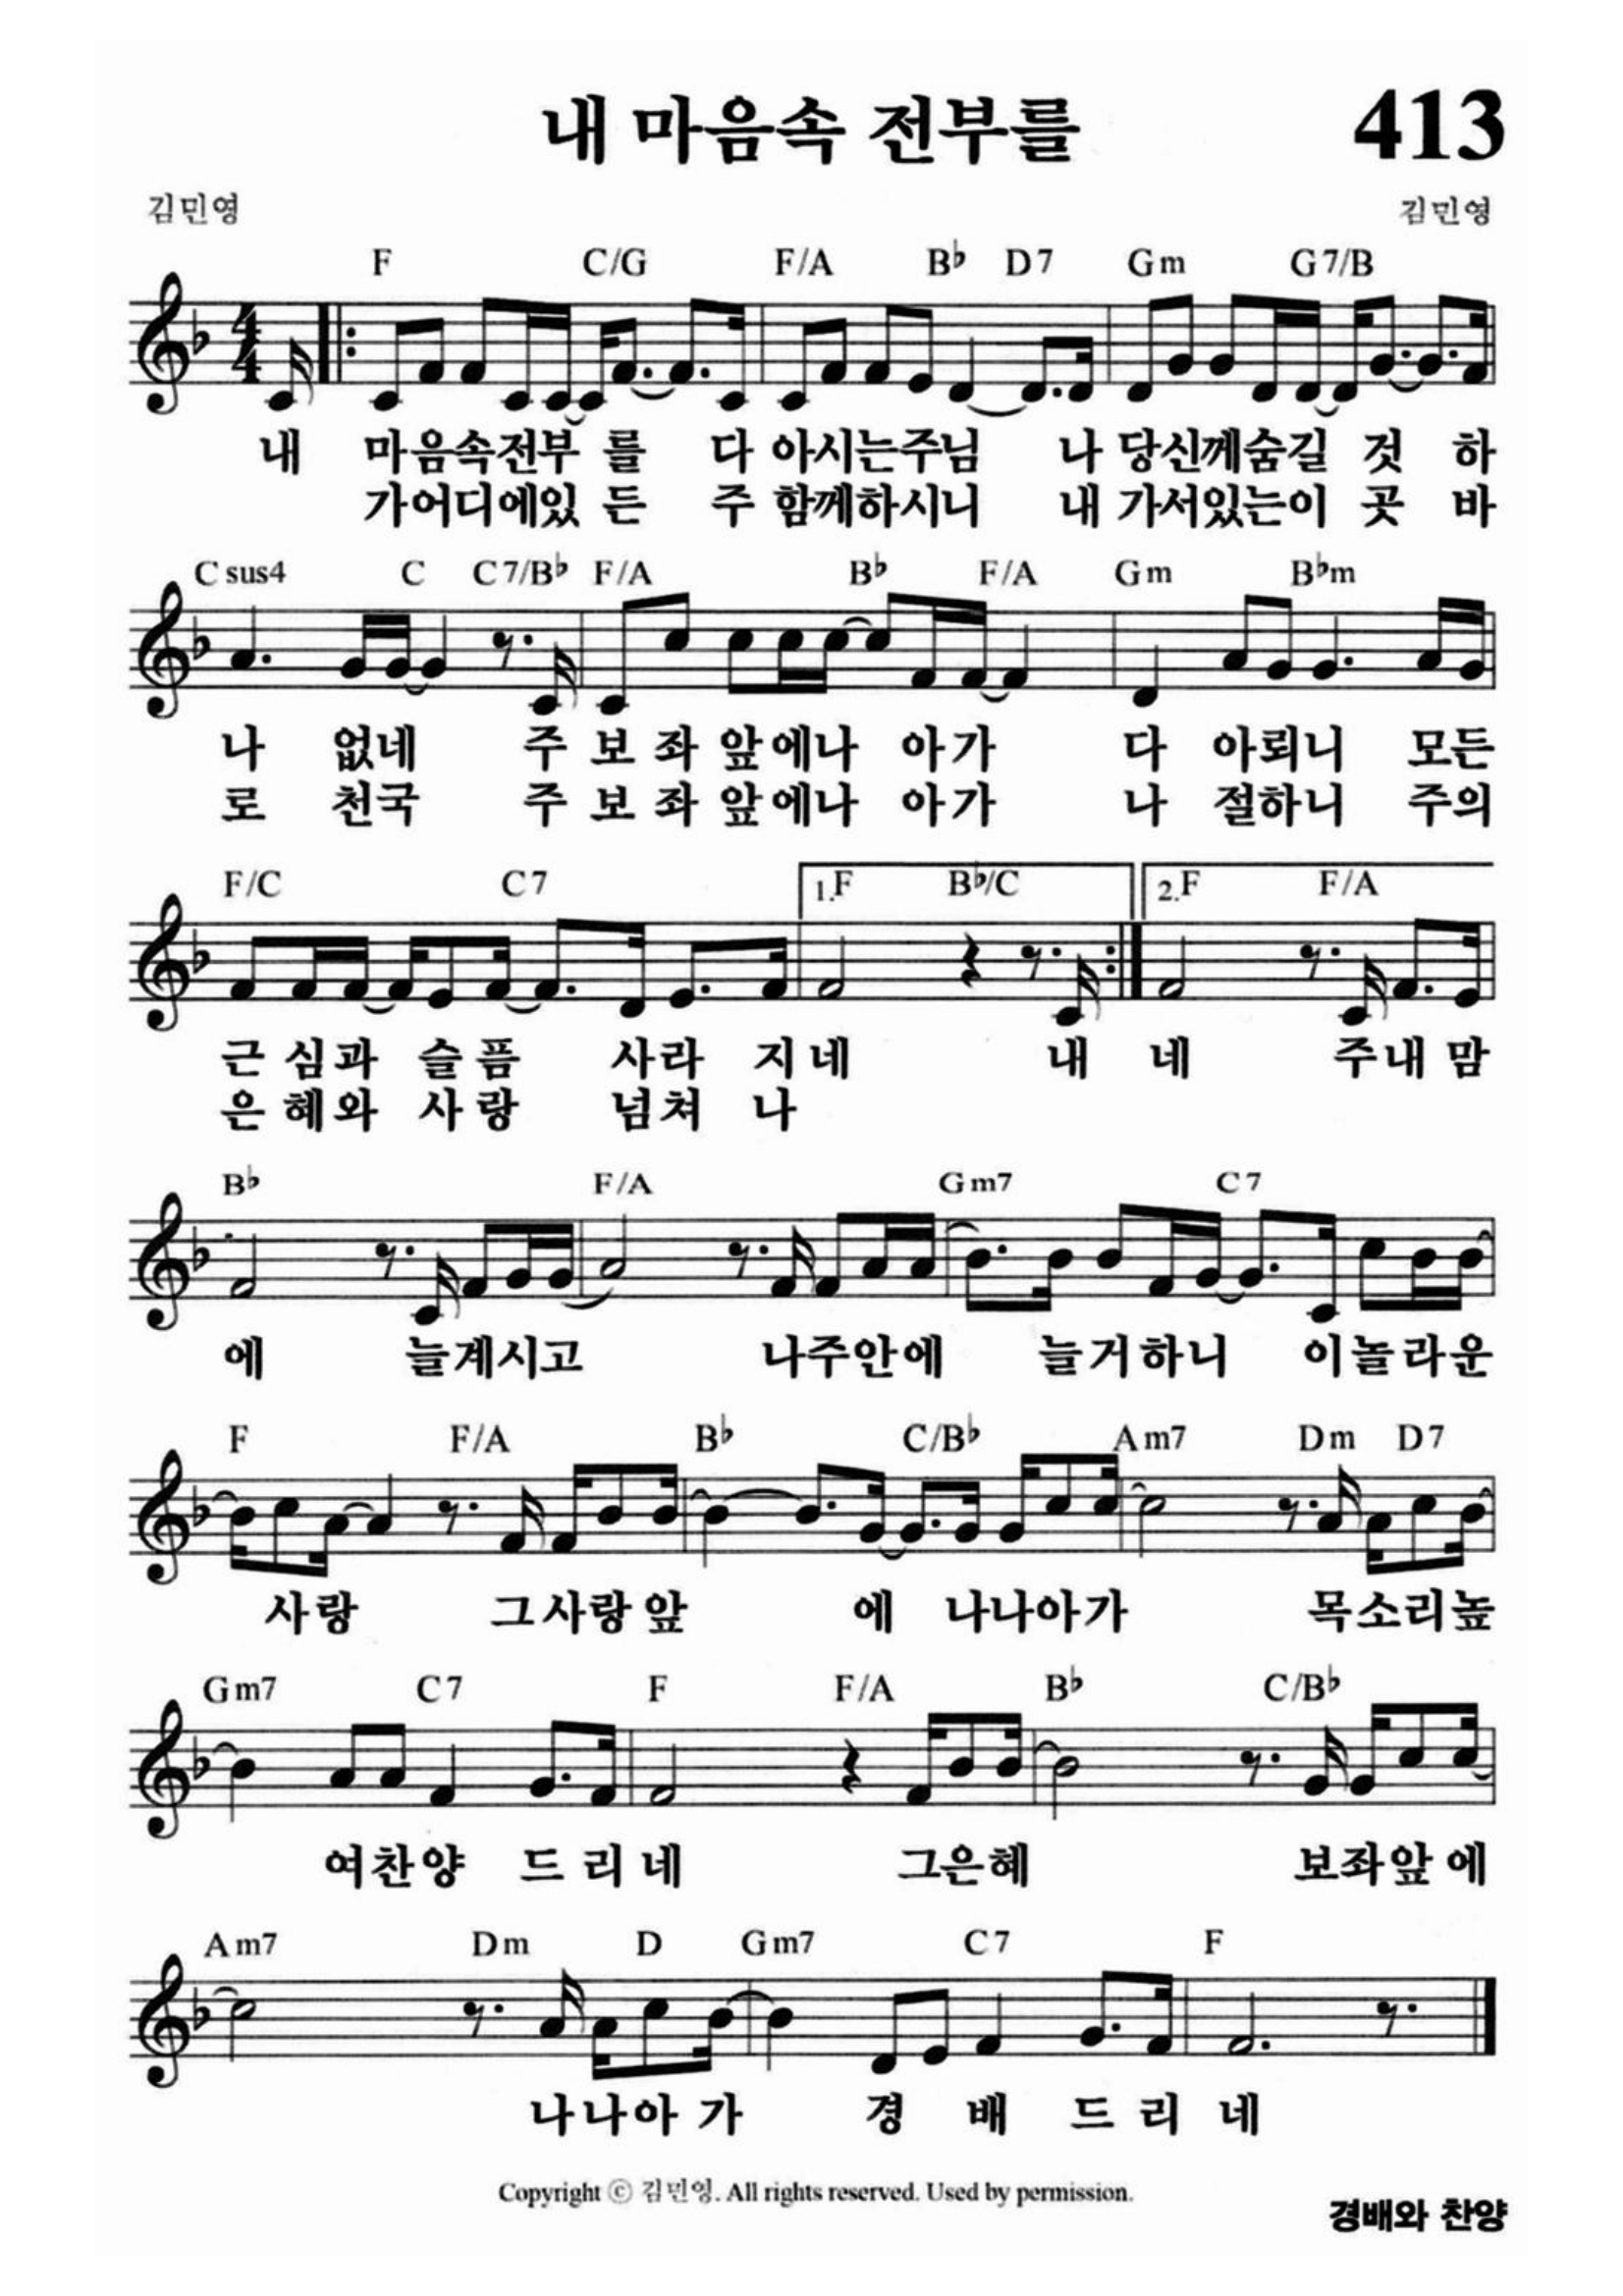 내 마음속 전부를
413
김민영
김민영
F C/G F/A B♭ D7 Gm G7/B
내 마음속전부 를 다 아시는주님 나 당신께숨길 것 하
가어디에있 든 주 함께하시니 내 가서있는이 곳 바
C sus4 C C7/B♭ F/A B♭ F/A Gm B♭m
나 없네 주 보 좌 앞에나 아가 다 아뢰니 모든
로 천국 주 보 좌 앞에나 아가 나 절하니 주의
F/C C7 1.F B♭/C 2.F F/A
근 심과 슬 픔 사라 지 네 내 네 주내 맘
은 혜와 사 랑 넘쳐 나
B♭ F/A Gm7 C7
에 늘계시고 나주안에 늘거하니 이놀라운
F F/A B♭ C/B♭ Am7 Dm D7
사랑 그사랑 앞 에 나나아가 목소리높
Gm7 C7 F F/A B♭ C/B♭
여찬양 드 리 네 그은혜 보좌앞 에
Am7 Dm D Gm7 C7 F
나나아 가 경 배 드 리 네
Copyright ⓒ 김민영. All rights reserved. Used by permission.
경배와 찬양